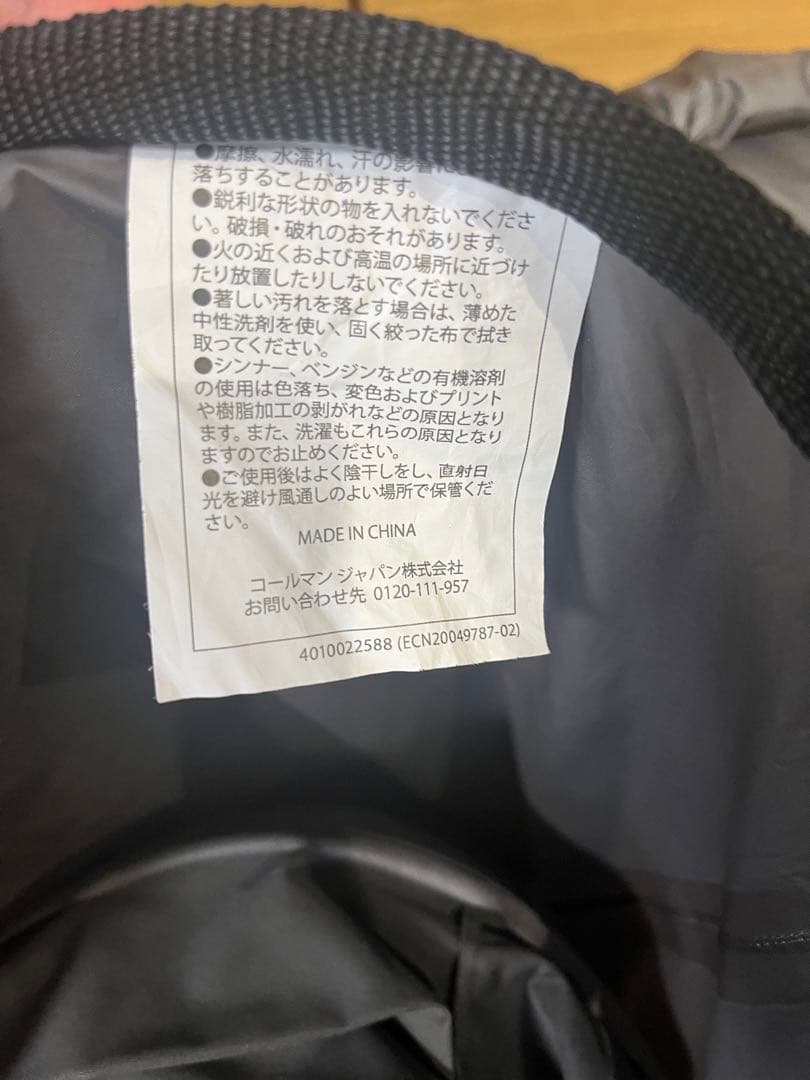 ●摩擦、水濡れ、汗の影響に
落ちすることがあります。
●鋭利な形状の物を入れないでくださ
い。破損・破れのおそれがあります。
●火の近くおよび高温の場所に近づけ
たり放置したりしないでください。
●著しい汚れを落とす場合は、薄めた
中性洗剤を使い、固く絞った布で拭き
取ってください。
●シンナー、ベンジンなどの有機溶剤
の使用は色落ち、変色およびプリント
や樹脂加工の剥がれなどの原因となり
ます。また、洗濯もこれらの原因となり
ますのでお止めください。
●ご使用後はよく陰干しをし、直射日
光を避け風通しのよい場所で保管くだ
さい。
MADE IN CHINA
コールマン ジャパン株式会社
お問い合わせ先 0120-111-957
4010022588 (ECN20049787-02)